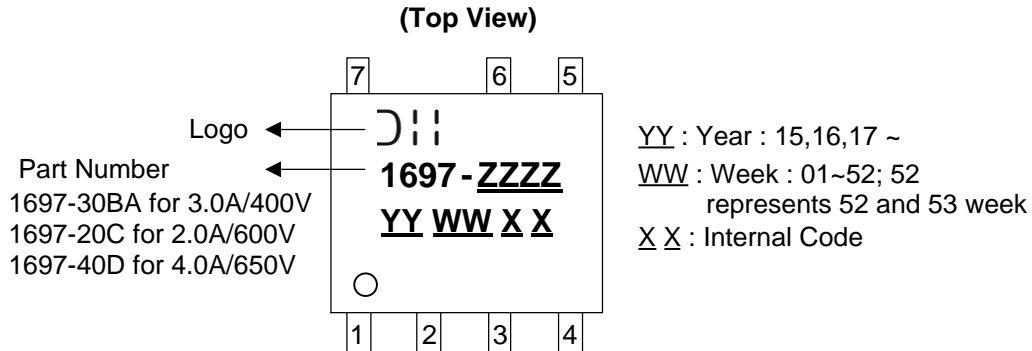 (Top View)
7 6 5
Logo
Part Number
1697-30BA for 3.0A/400V
1697-20C for 2.0A/600V
1697-40D for 4.0A/650V
1697-ZZZZ
YY WW X X
YY : Year : 15,16,17 ~
WW : Week : 01~52; 52
represents 52 and 53 week
X X : Internal Code
1 2 3 4